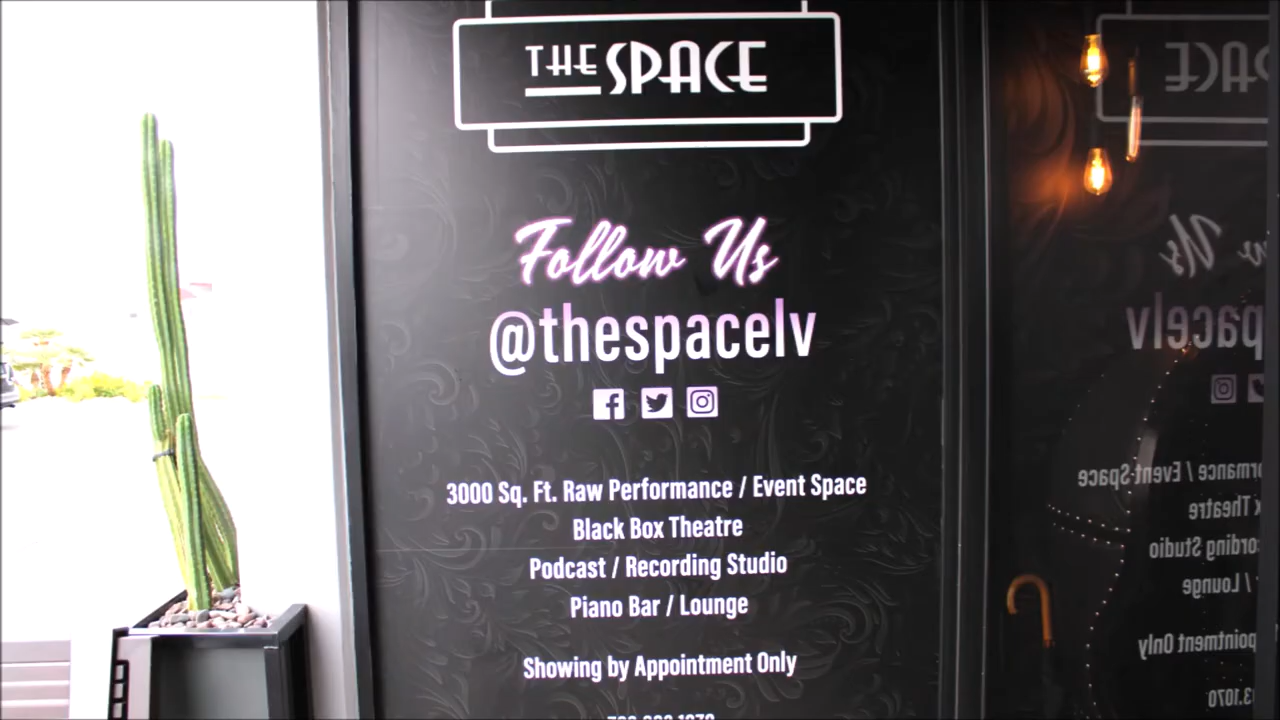 THE SPACE
Follow Us
@thespacelv
3000 Sq. Ft. Raw Performance / Event Space
Black Box Theatre
Podcast / Recording Studio
Piano Bar / Lounge
Showing by Appointment Only